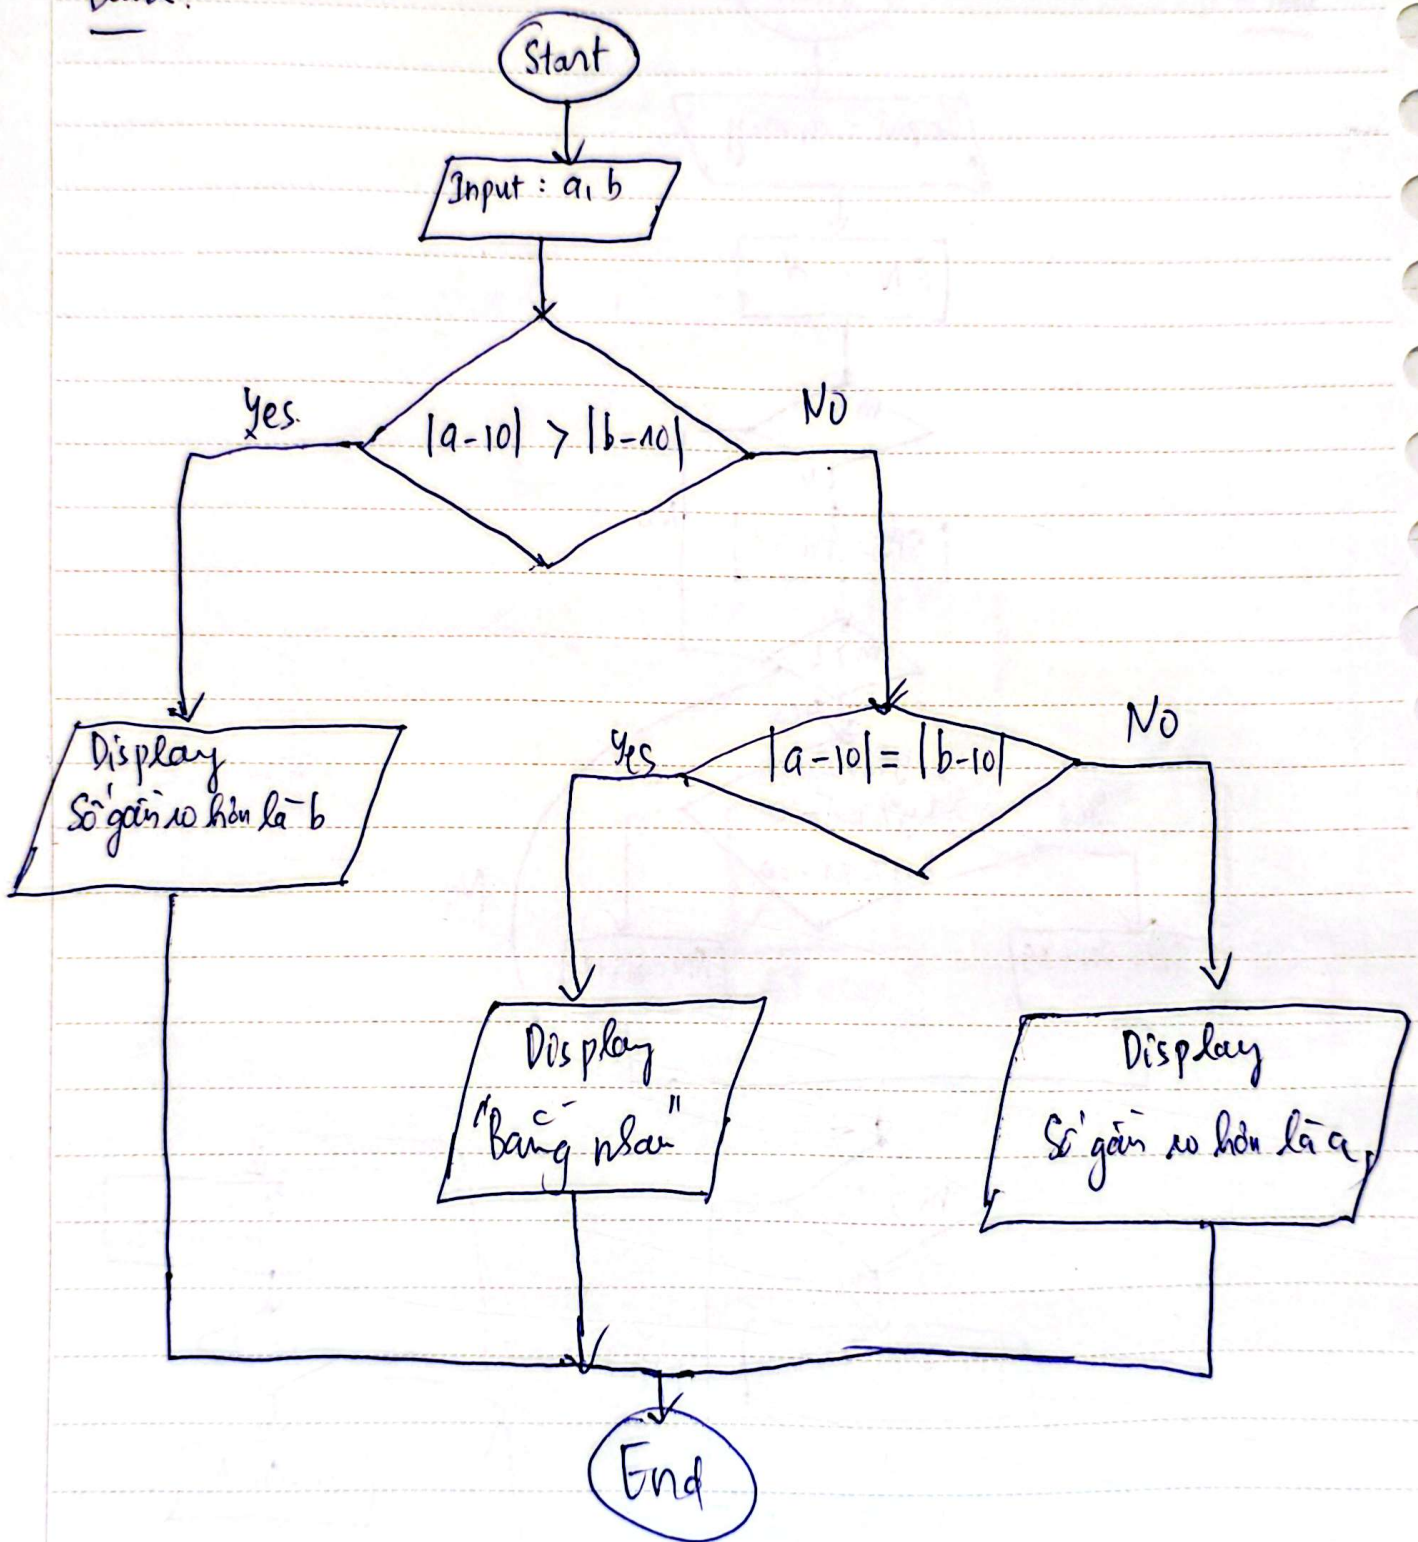 Start
Input : a, b
Yes.
|a-10| > |b-10|
NO
Display
Số gần 10 hơn là b
Yes
|a-10| = |b-10|
NO
Display
"Bằng nhau"
Display
Số gần 10 hơn là a
End